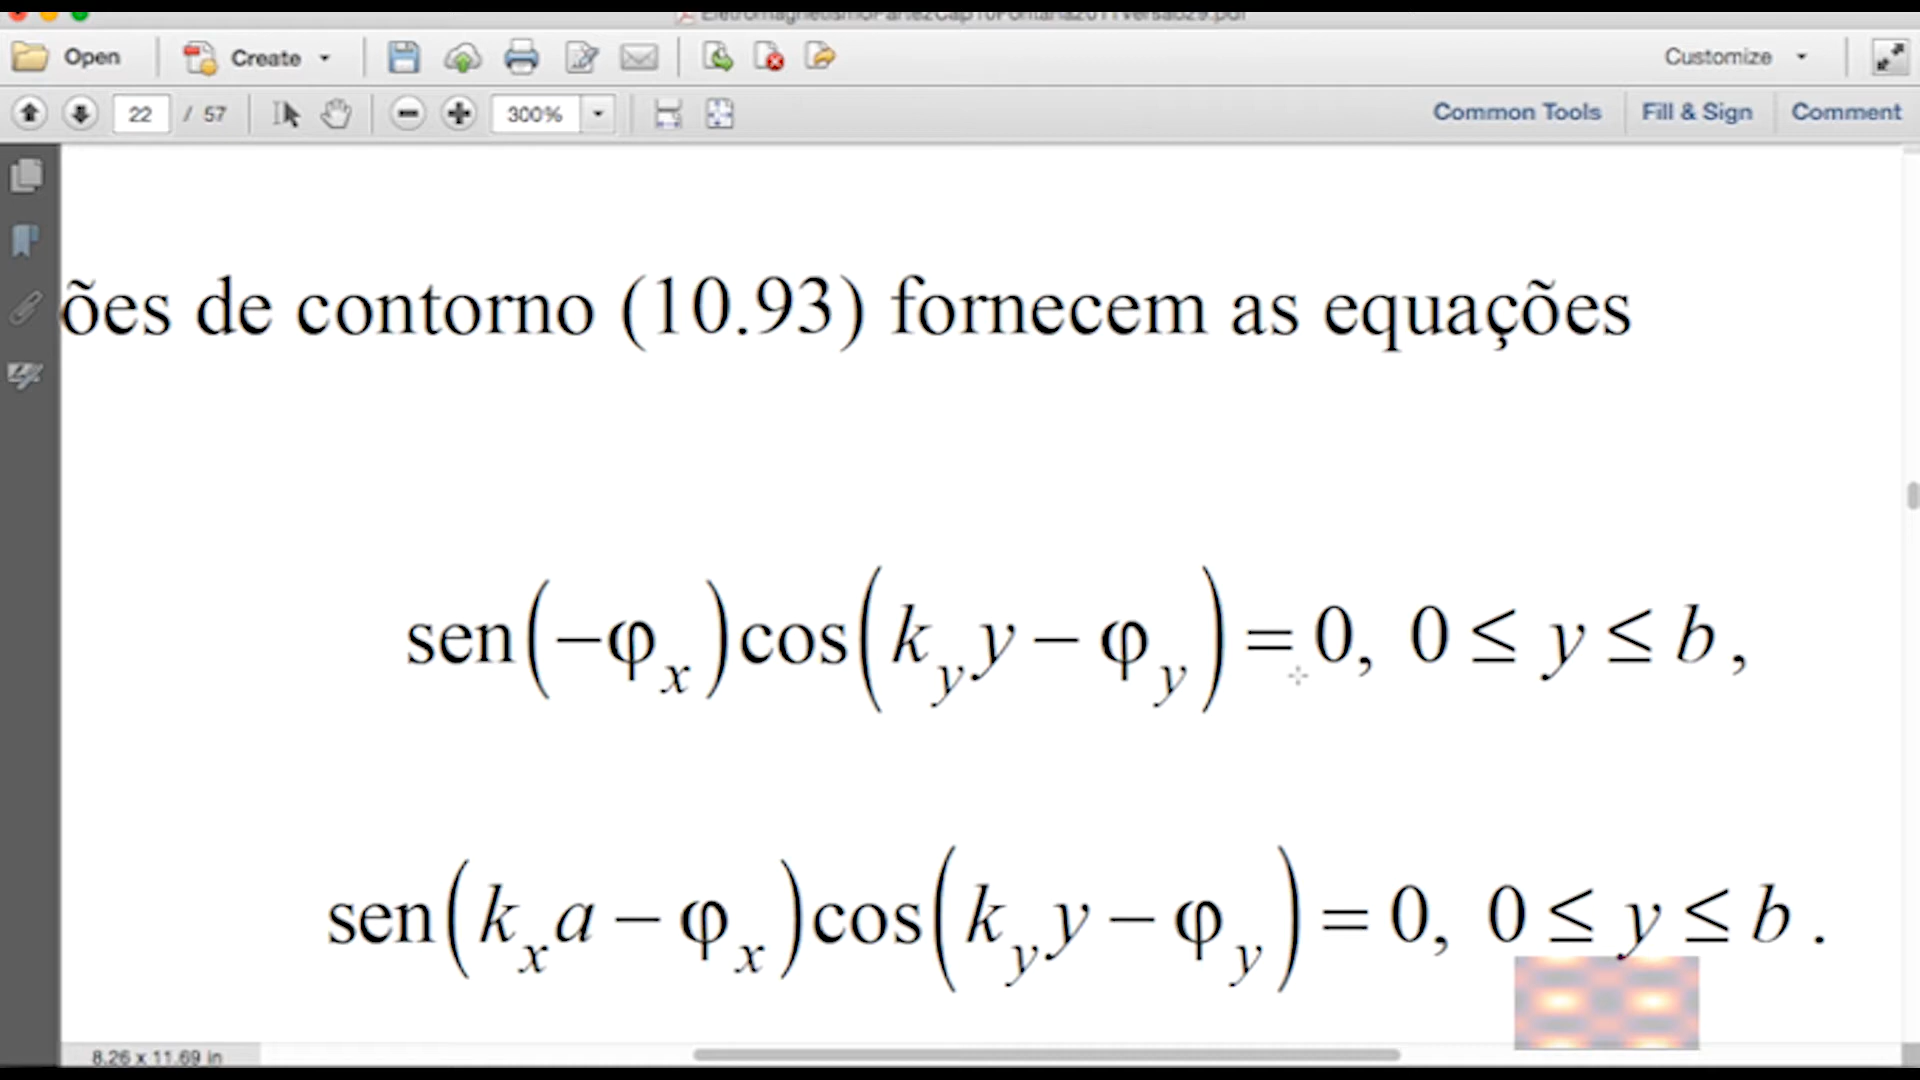 EletromagnetismoParte2Cap10Fontana2011Versao29.pdf
Open Create Customize
22 / 57 300% Common Tools Fill & Sign Comment
ões de contorno (10.93) fornecem as equações
sen(−φ_x)cos(k_y y − φ_y) = 0, 0 ≤ y ≤ b,
sen(k_x a − φ_x)cos(k_y y − φ_y) = 0, 0 ≤ y ≤ b.
8.26 x 11.69 in